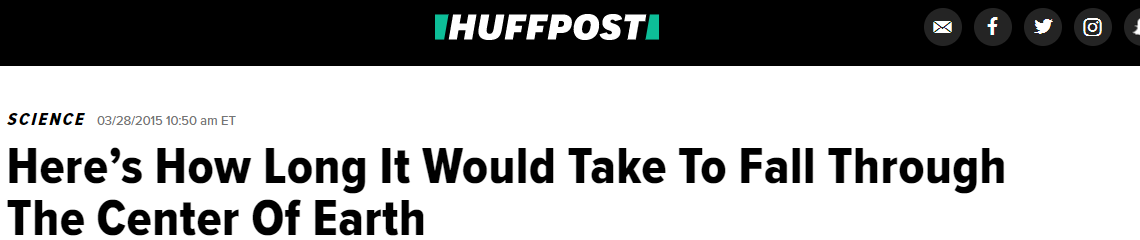 HUFFPOST
SCIENCE 03/28/2015 10:50 am ET
Here’s How Long It Would Take To Fall Through
The Center Of Earth